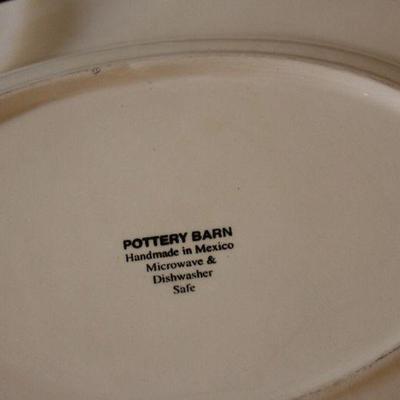 POTTERY BARN
Handmade in Mexico
Microwave &
Dishwasher
Safe